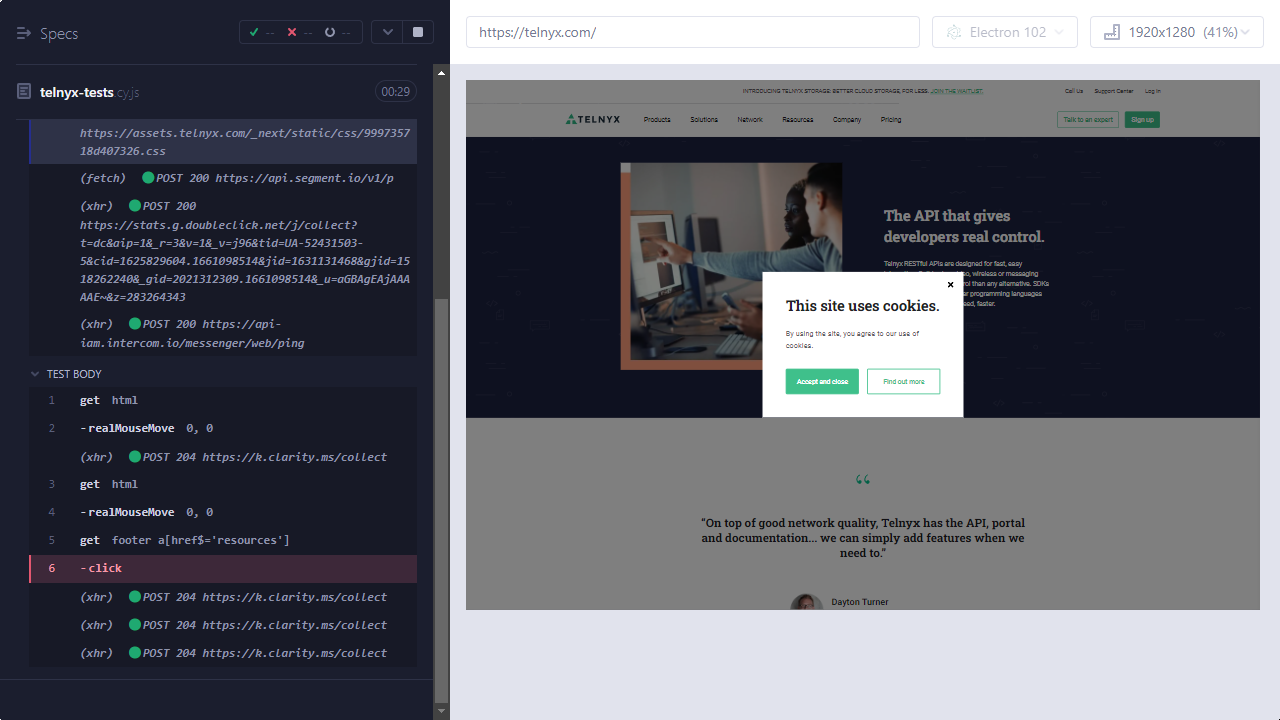 Specs
-- -- --
https://telnyx.com/
Electron 102
1920x1280 (41%)
telnyx-tests cy.js
00:29
https://assets.telnyx.com/_next/static/css/9997357
18d407326.css
(fetch) POST 200 https://api.segment.io/v1/p
(xhr) POST 200
https://stats.g.doubleclick.net/j/collect?
t=dc&aip=1&_r=3&v=1&_v=j96&tid=UA-52431503-
5&cid=1625829604.1661098514&jid=1631131468&gjid=15
18262240&_gid=2021312309.1661098514&_u=aGBAgEAjAAA
AAE~&z=283264343
(xhr) POST 200 https://api-
iam.intercom.io/messenger/web/ping
TEST BODY
1 get html
2 -realMouseMove 0, 0
(xhr) POST 204 https://k.clarity.ms/collect
3 get html
4 -realMouseMove 0, 0
5 get footer a[href$='resources']
6 -click
(xhr) POST 204 https://k.clarity.ms/collect
(xhr) POST 204 https://k.clarity.ms/collect
(xhr) POST 204 https://k.clarity.ms/collect
INTRODUCING TELNYX STORAGE: BETTER CLOUD STORAGE, FOR LESS. JOIN THE WAITLIST.
Call Us Support Center Log In
TELNYX Products Solutions Network Resources Company Pricing
Talk to an expert Sign up
The API that gives
developers real control.
Telnyx RESTful APIs are designed for fast, easy
wireless or messaging
than any alternative. SDKs
programming languages
faster.
This site uses cookies.
By using the site, you agree to our use of
cookies.
Accept and close Find out more
“On top of good network quality, Telnyx has the API, portal
and documentation... we can simply add features when we
need to.”
Dayton Turner